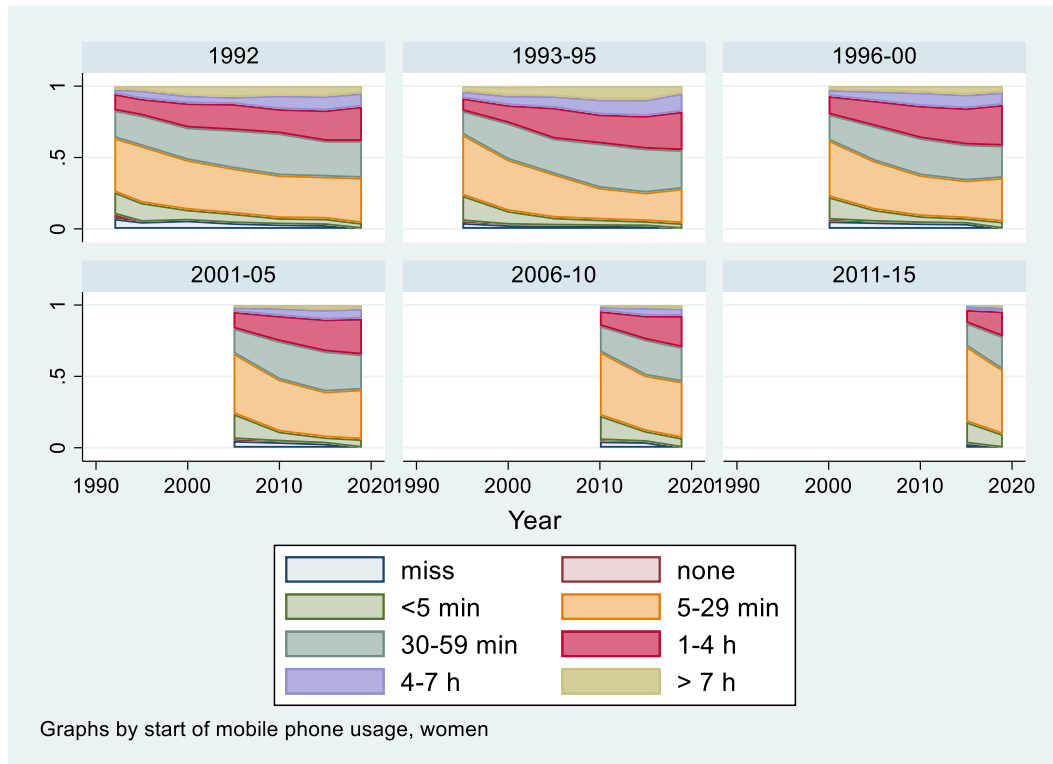 1992 1993-95 1996-00
1
.5
0
2001-05 2006-10 2011-15
1
.5
0
1990 2000 2010 2020 1990 2000 2010 2020 1990 2000 2010 2020
Year
miss none
<5 min 5-29 min
30-59 min 1-4 h
4-7 h > 7 h
Graphs by start of mobile phone usage, women